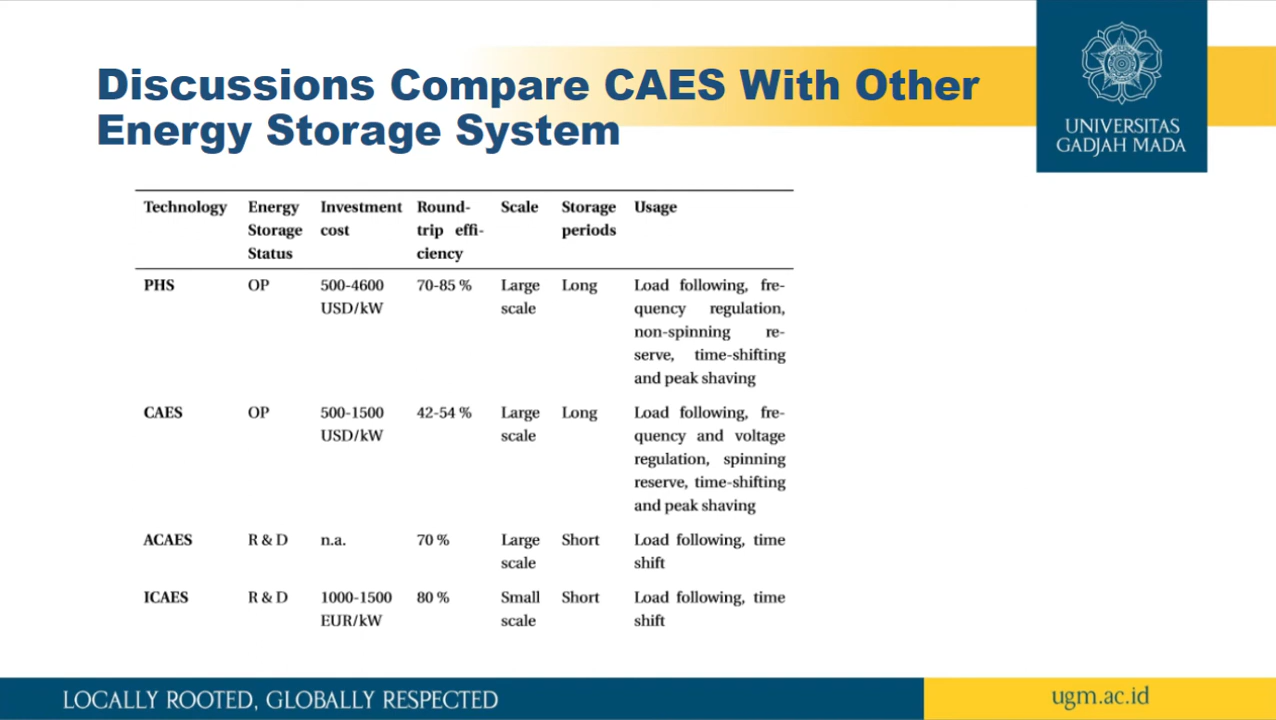 Discussions Compare CAES With Other
Energy Storage System
UNIVERSITAS
GADJAH MADA
Technology Energy Storage Status Investment cost Round-trip effi-ciency Scale Storage periods Usage
PHS OP 500-4600 USD/kW 70-85 % Large scale Long Load following, fre-
quency regulation,
non-spinning re-
serve, time-shifting
and peak shaving
CAES OP 500-1500 USD/kW 42-54 % Large scale Long Load following, fre-
quency and voltage
regulation, spinning
reserve, time-shifting
and peak shaving
ACAES R & D n.a. 70 % Large scale Short Load following, time
shift
ICAES R & D 1000-1500 EUR/kW 80 % Small scale Short Load following, time
shift
LOCALLY ROOTED, GLOBALLY RESPECTED
ugm.ac.id